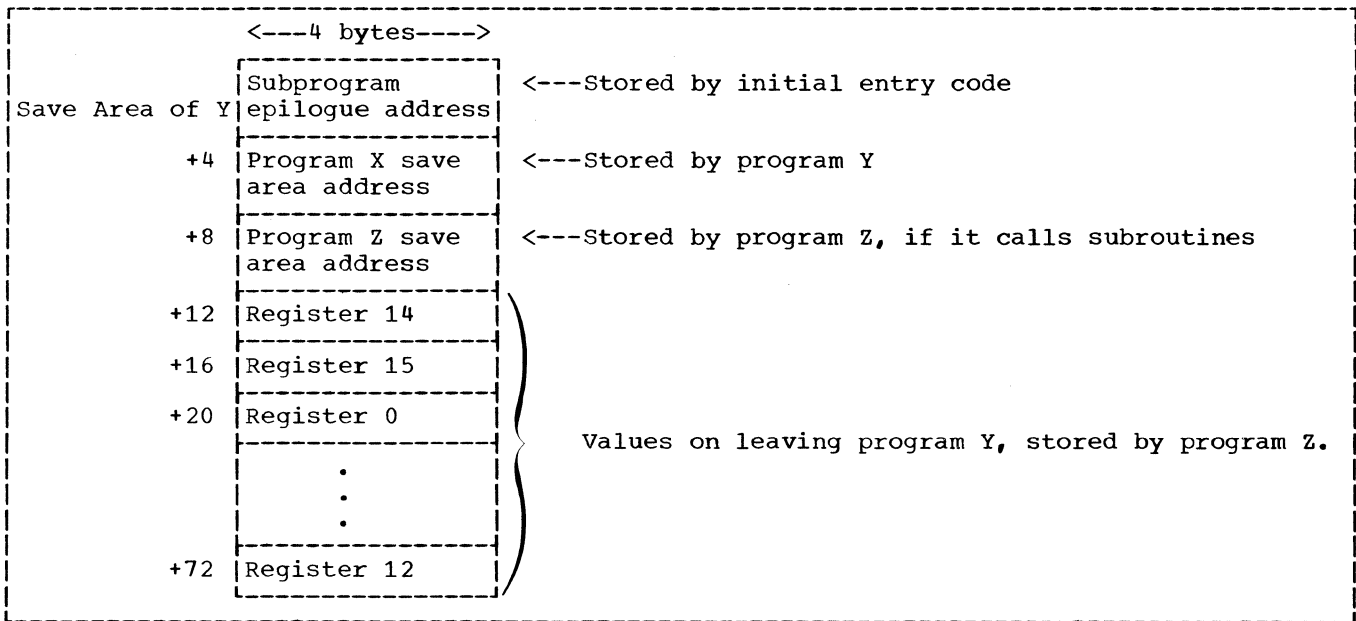 <---4 bytes---->
Subprogram <---Stored by initial entry code
Save Area of Y epilogue address
+4 Program X save <---Stored by program Y
area address
+8 Program Z save <---Stored by program Z, if it calls subroutines
area address
+12 Register 14
+16 Register 15
+20 Register 0
Values on leaving program Y, stored by program Z.
.
.
.
+72 Register 12